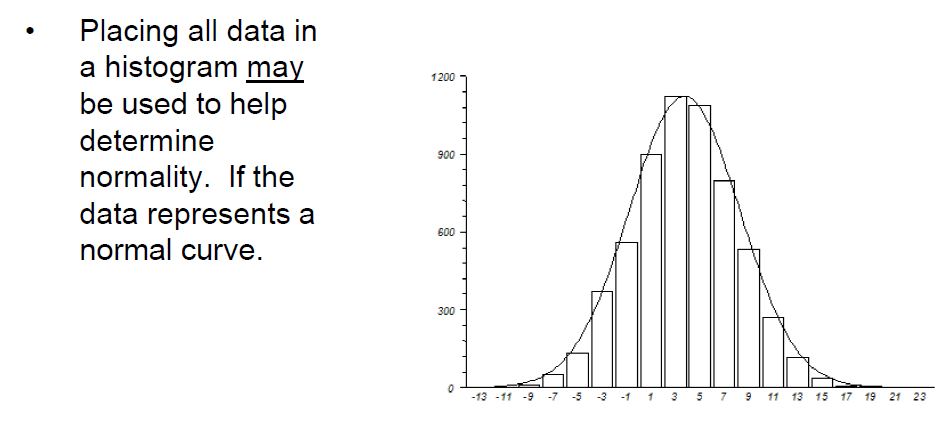 • Placing all data in
a histogram may
be used to help
determine
normality.  If the
data represents a
normal curve.
1200
900
600
300
0
-13 -11 -9 -7 -5 -3 -1 1 3 5 7 9 11 13 15 17 19 21 23